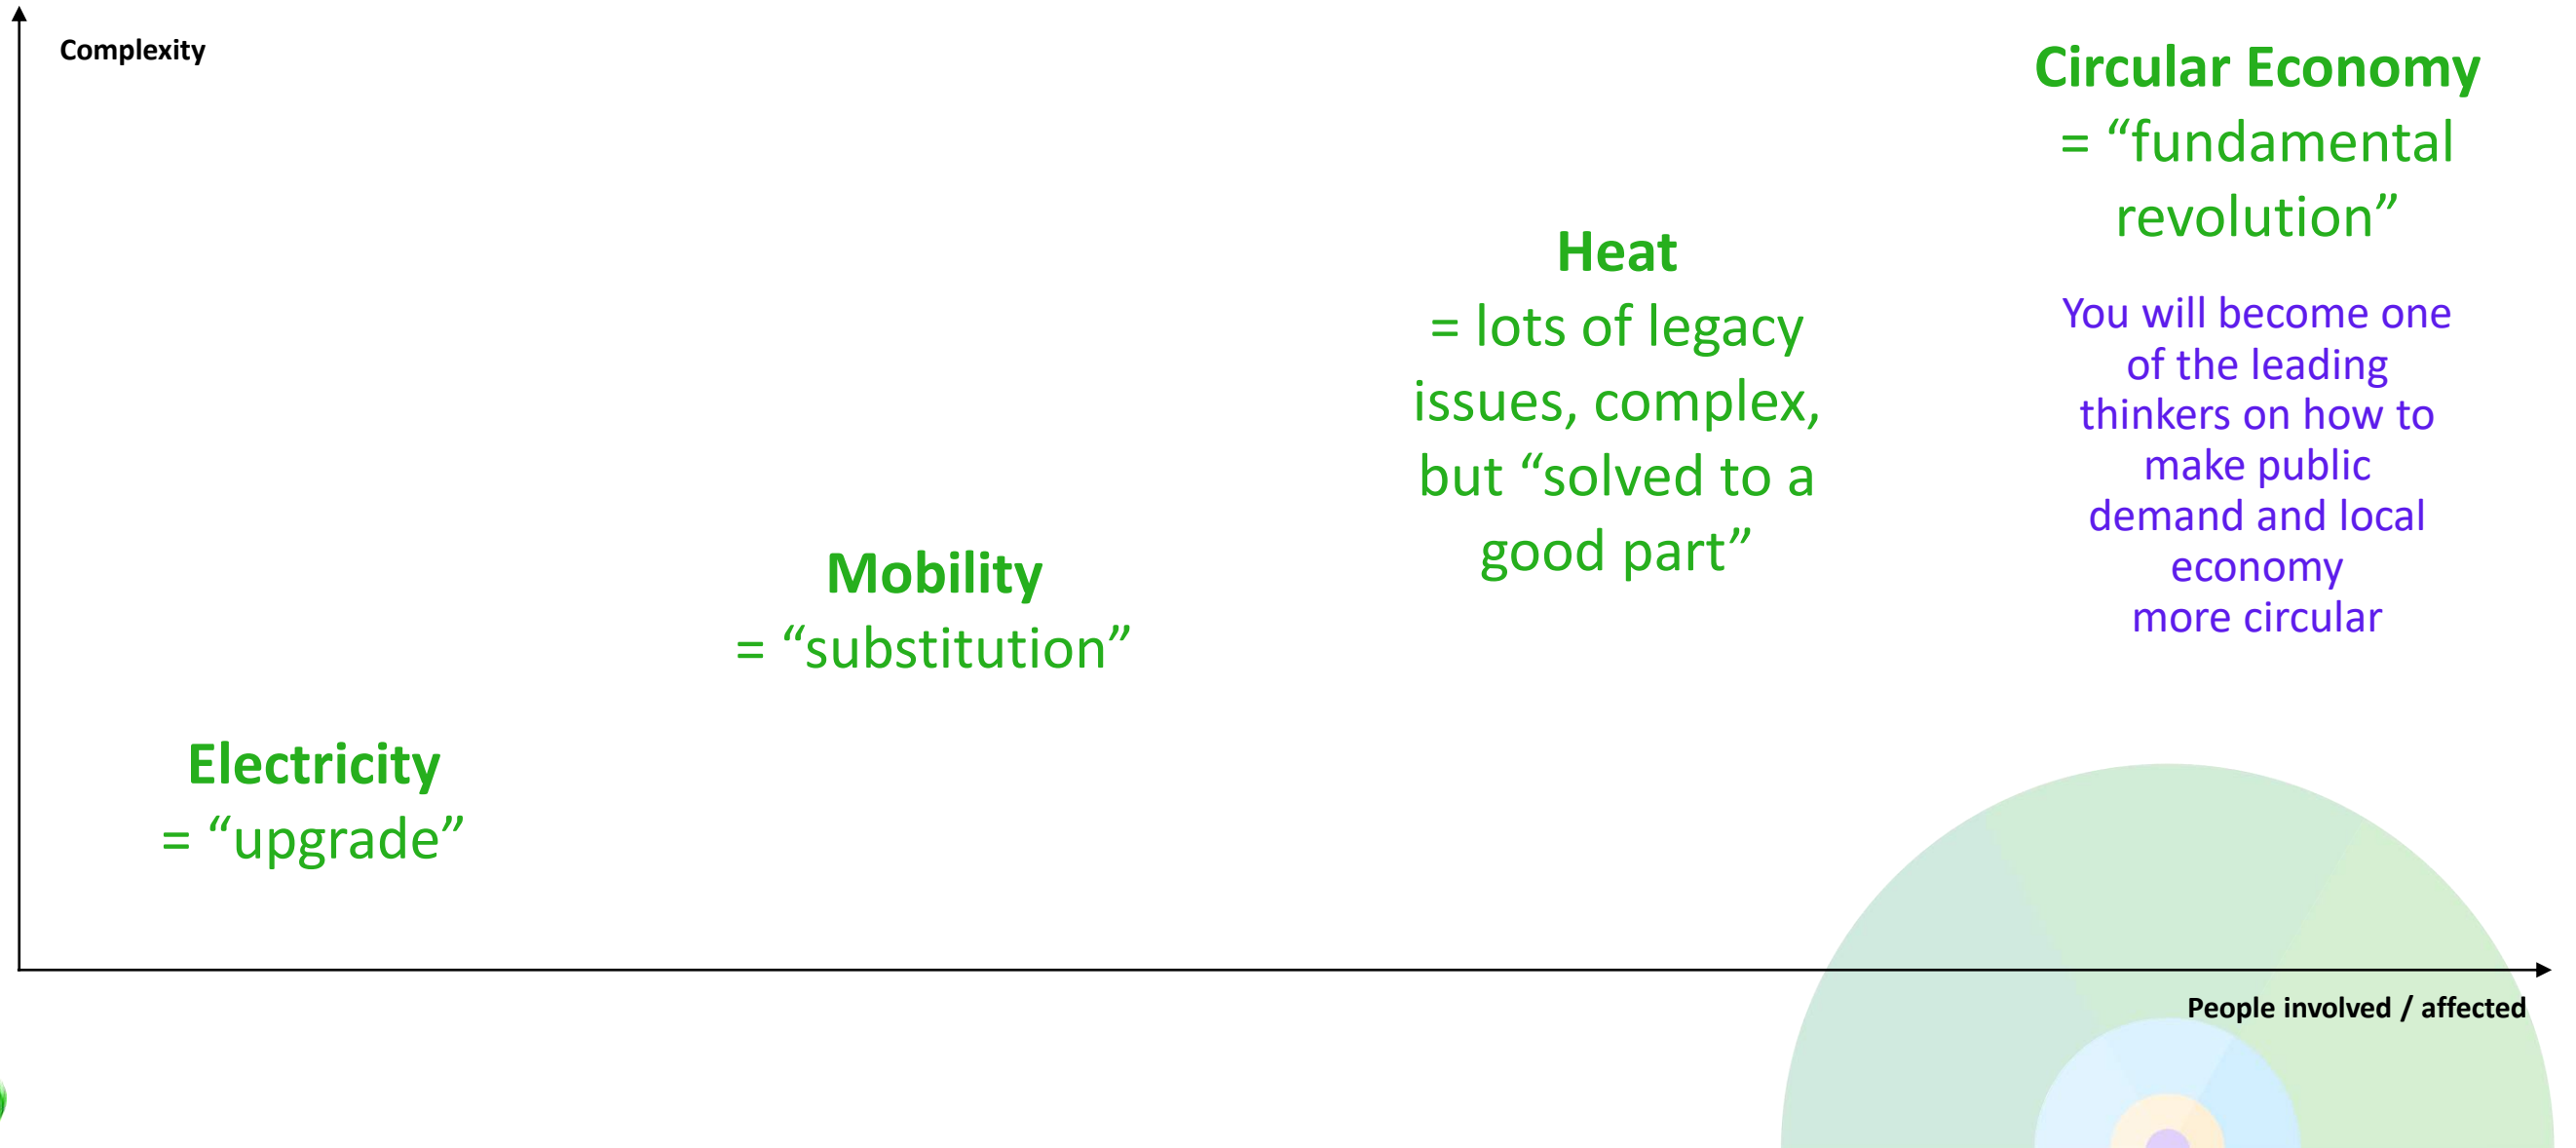 Complexity
Circular Economy
= “fundamental
revolution”
You will become one
of the leading
thinkers on how to
make public
demand and local
economy
more circular
Heat
= lots of legacy
issues, complex,
but “solved to a
good part”
Mobility
= “substitution”
Electricity
= “upgrade”
People involved / affected